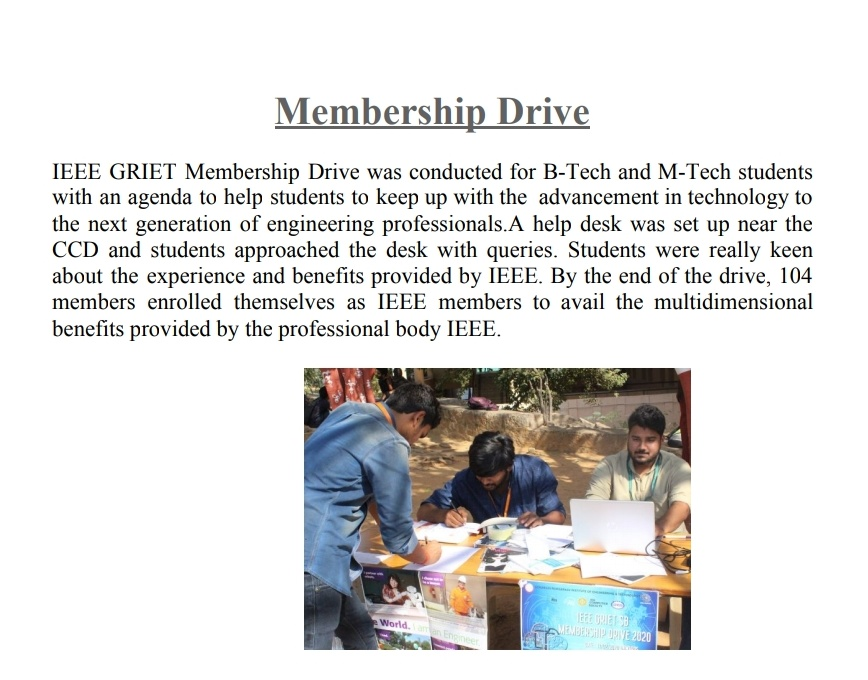 Membership Drive
IEEE GRIET Membership Drive was conducted for B-Tech and M-Tech students
with an agenda to help students to keep up with the advancement in technology to
the next generation of engineering professionals.A help desk was set up near the
CCD and students approached the desk with queries. Students were really keen
about the experience and benefits provided by IEEE. By the end of the drive, 104
members enrolled themselves as IEEE members to avail the multidimensional
benefits provided by the professional body IEEE.
e World. I am an Engineer
IEEE GRIET SB
MEMBERSHIP DRIVE 2020